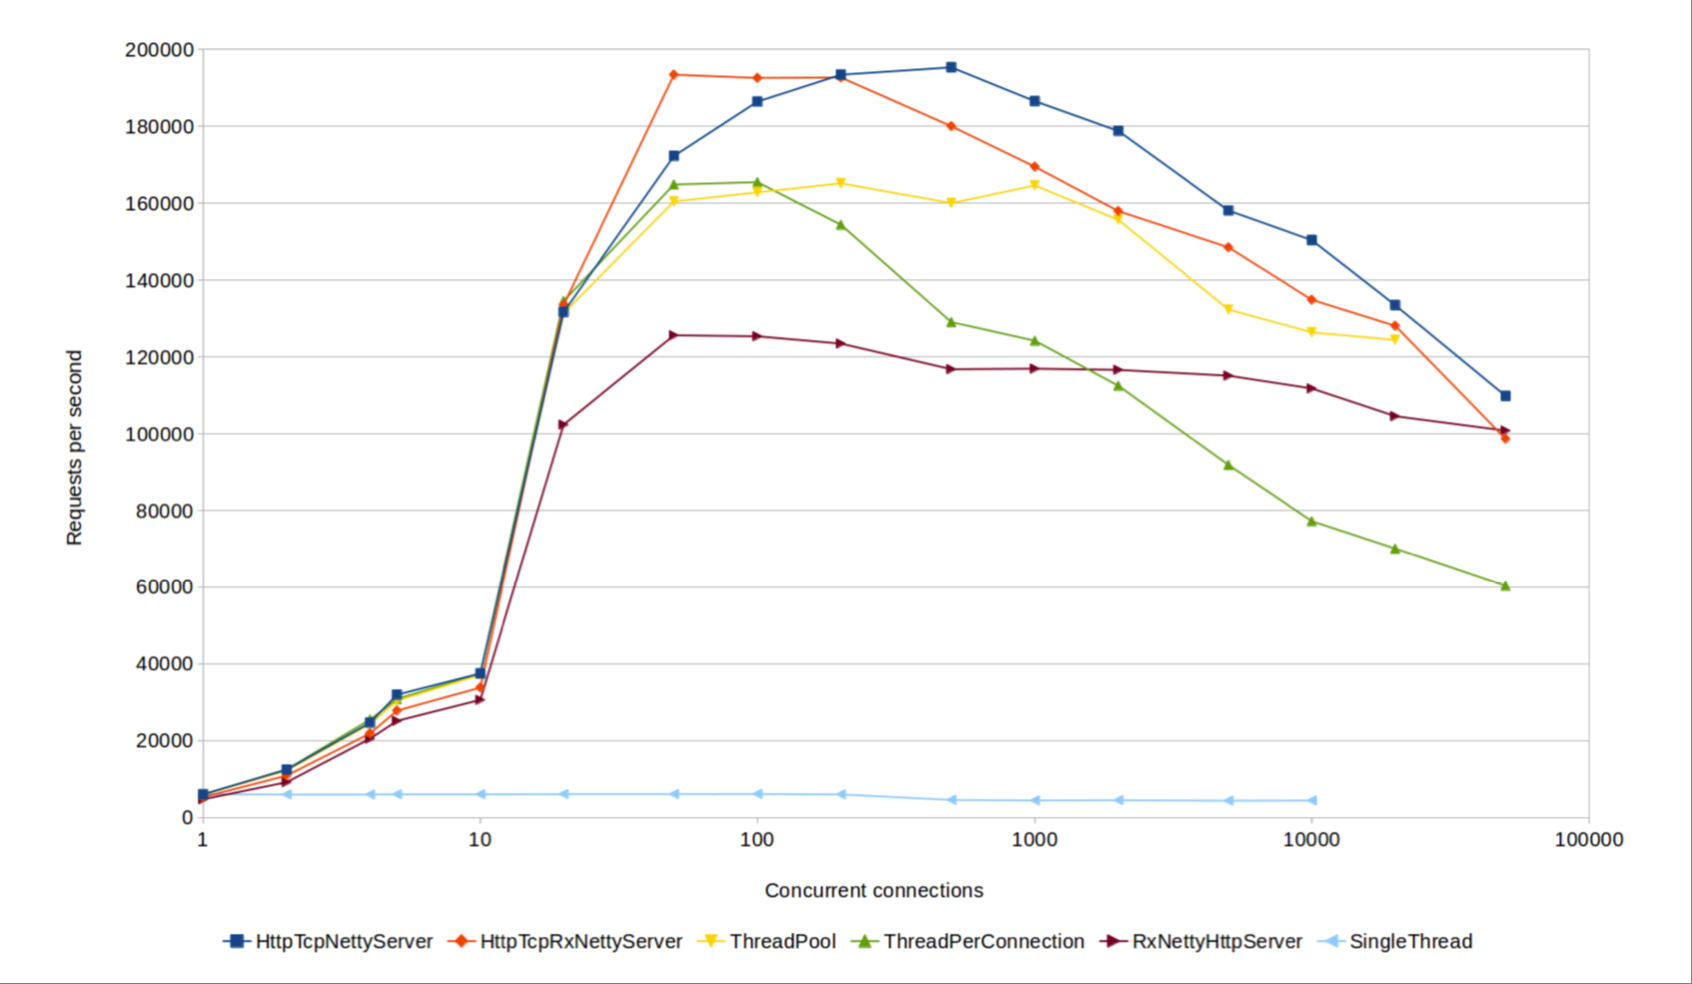 200000
180000
160000
140000
120000
100000
80000
60000
40000
20000
0
Requests per second
1 10 100 1000 10000 100000
Concurrent connections
HttpTcpNettyServer HttpTcpRxNettyServer ThreadPool ThreadPerConnection RxNettyHttpServer SingleThread